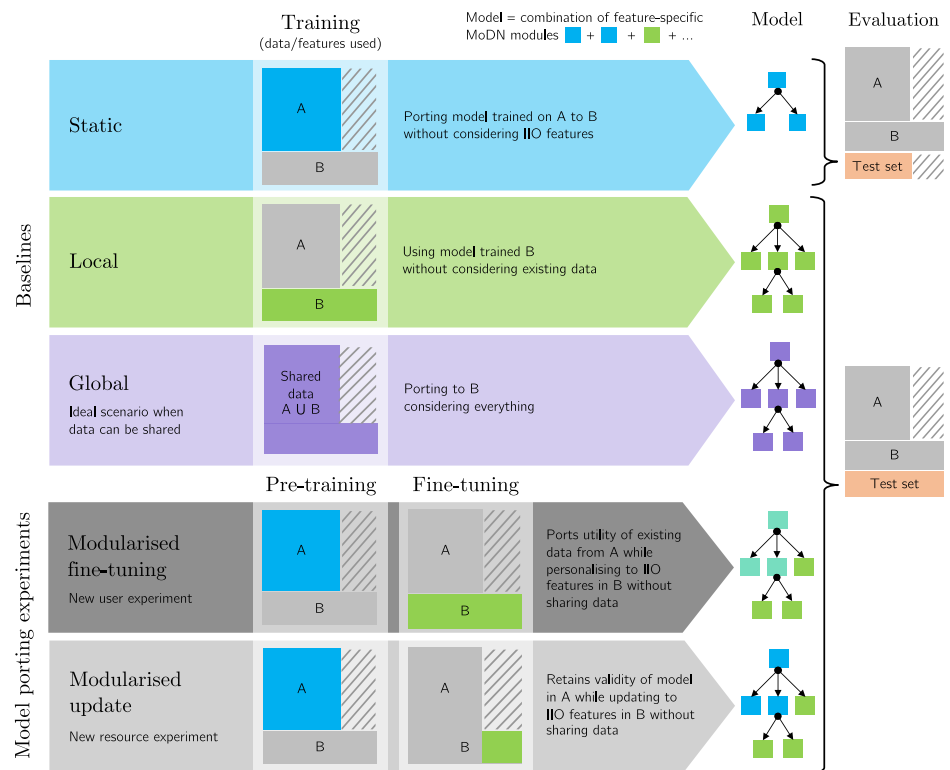 Training
(data/features used)
Model = combination of feature-specific
MoDN modules + + + ...
Model
Evaluation
Baselines
Static
A
B
Porting model trained on A to B
without considering IIO features
A
B
Test set
Local
A
B
Using model trained B
without considering existing data
Global
Ideal scenario when
data can be shared
Shared
data
A U B
Porting to B
considering everything
A
B
Test set
Model porting experiments
Pre-training
Fine-tuning
Modularised
fine-tuning
New user experiment
A
B
A
B
Ports utility of existing
data from A while
personalising to IIO
features in B without
sharing data
Modularised
update
New resource experiment
A
B
A
B
Retains validity of model
in A while updating to
IIO features in B without
sharing data